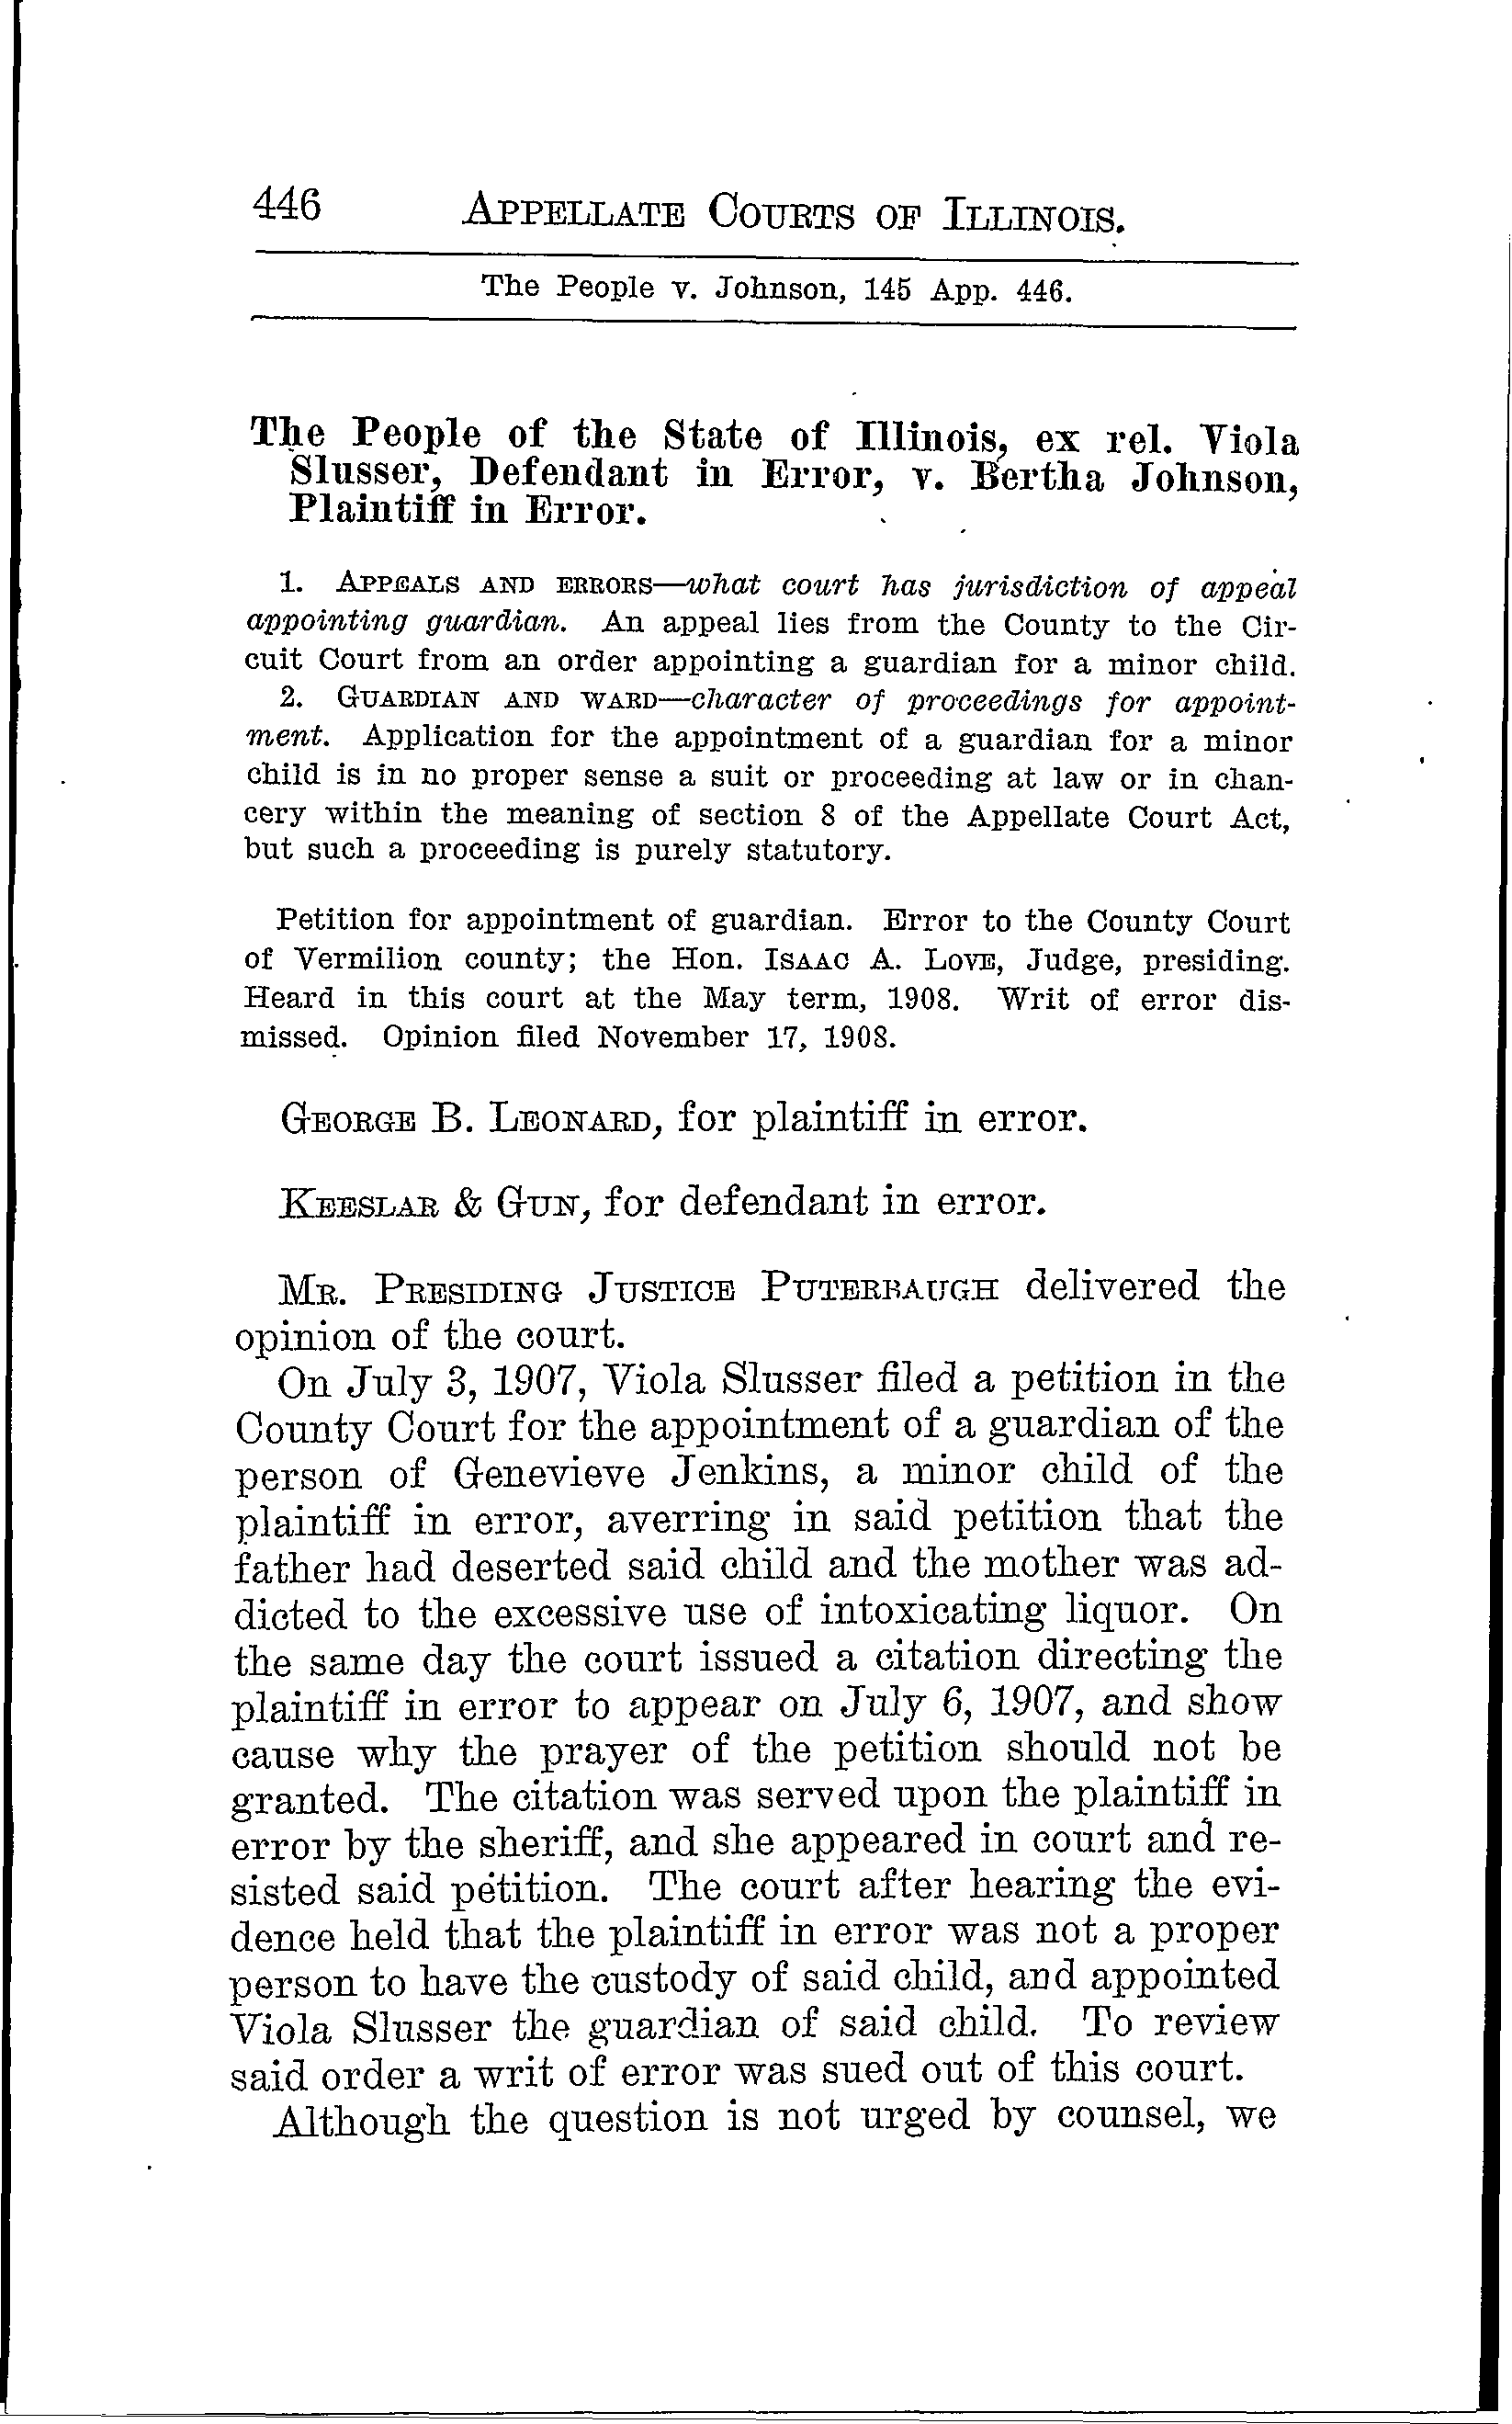 446 APPELLATE COURTS OF ILLINOIS.
The People v. Johnson, 145 App. 446.
The People of the State of Illinois, ex rel. Viola
Slusser, Defendant in Error, v. Bertha Johnson,
Plaintiff in Error.
1. APPEALS AND ERRORS—what court has jurisdiction of appeal
appointing guardian. An appeal lies from the County to the Cir-
cuit Court from an order appointing a guardian for a minor child.
2. GUARDIAN AND WARD—character of proceedings for appoint-
ment. Application for the appointment of a guardian for a minor
child is in no proper sense a suit or proceeding at law or in chan-
cery within the meaning of section 8 of the Appellate Court Act,
but such a proceeding is purely statutory.
Petition for appointment of guardian. Error to the County Court
of Vermilion county; the Hon. ISAAC A. LOVE, Judge, presiding.
Heard in this court at the May term, 1908. Writ of error dis-
missed. Opinion filed November 17, 1908.
GEORGE B. LEONARD, for plaintiff in error.
KEESLAR & GUN, for defendant in error.
MR. PRESIDING JUSTICE PUTERBAUGH delivered the
opinion of the court.
On July 3, 1907, Viola Slusser filed a petition in the
County Court for the appointment of a guardian of the
person of Genevieve Jenkins, a minor child of the
plaintiff in error, averring in said petition that the
father had deserted said child and the mother was ad-
dicted to the excessive use of intoxicating liquor. On
the same day the court issued a citation directing the
plaintiff in error to appear on July 6, 1907, and show
cause why the prayer of the petition should not be
granted. The citation was served upon the plaintiff in
error by the sheriff, and she appeared in court and re-
sisted said petition. The court after hearing the evi-
dence held that the plaintiff in error was not a proper
person to have the custody of said child, and appointed
Viola Slusser the guardian of said child. To review
said order a writ of error was sued out of this court.
Although the question is not urged by counsel, we